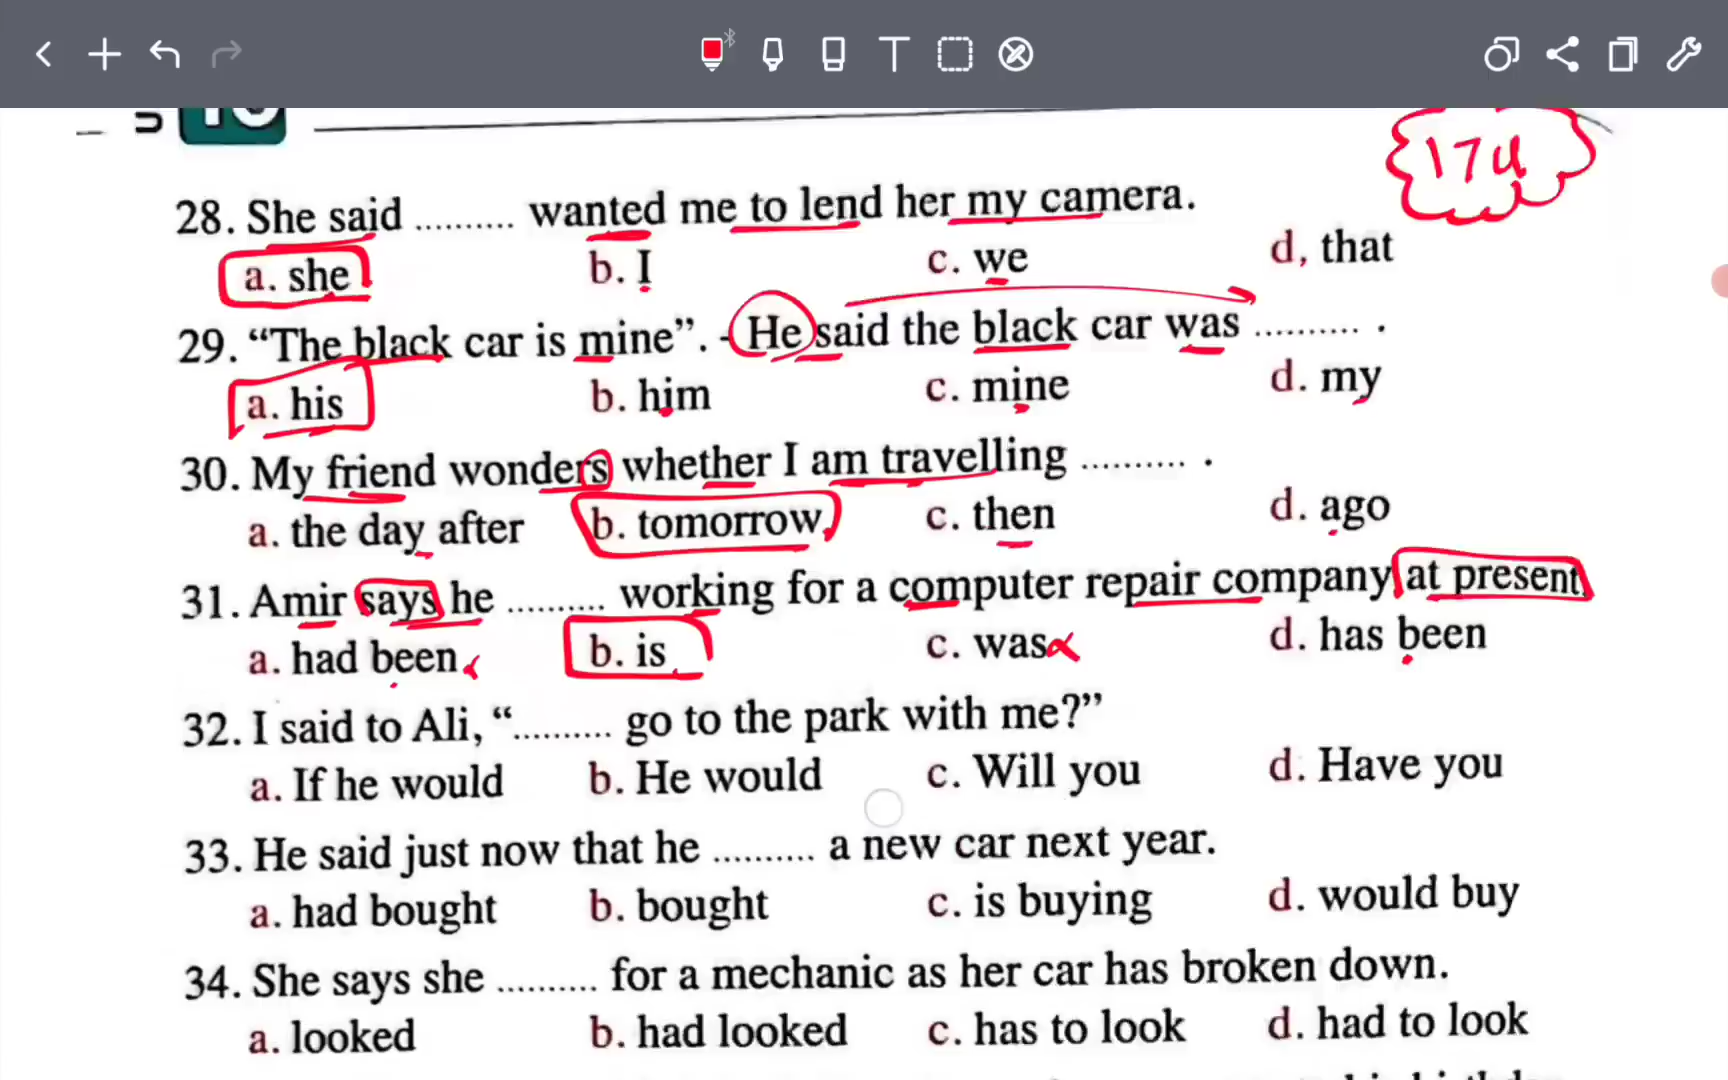 174
28. She said .......... wanted me to lend her my camera.
a. she b. I c. we d, that
29. “The black car is mine”. - He said the black car was .......... .
a. his b. him c. mine d. my
30. My friend wonders whether I am travelling .......... .
a. the day after b. tomorrow c. then d. ago
31. Amir says he .......... working for a computer repair company at present
a. had been b. is c. was d. has been
32. I said to Ali, “.......... go to the park with me?”
a. If he would b. He would c. Will you d. Have you
33. He said just now that he .......... a new car next year.
a. had bought b. bought c. is buying d. would buy
34. She says she .......... for a mechanic as her car has broken down.
a. looked b. had looked c. has to look d. had to look